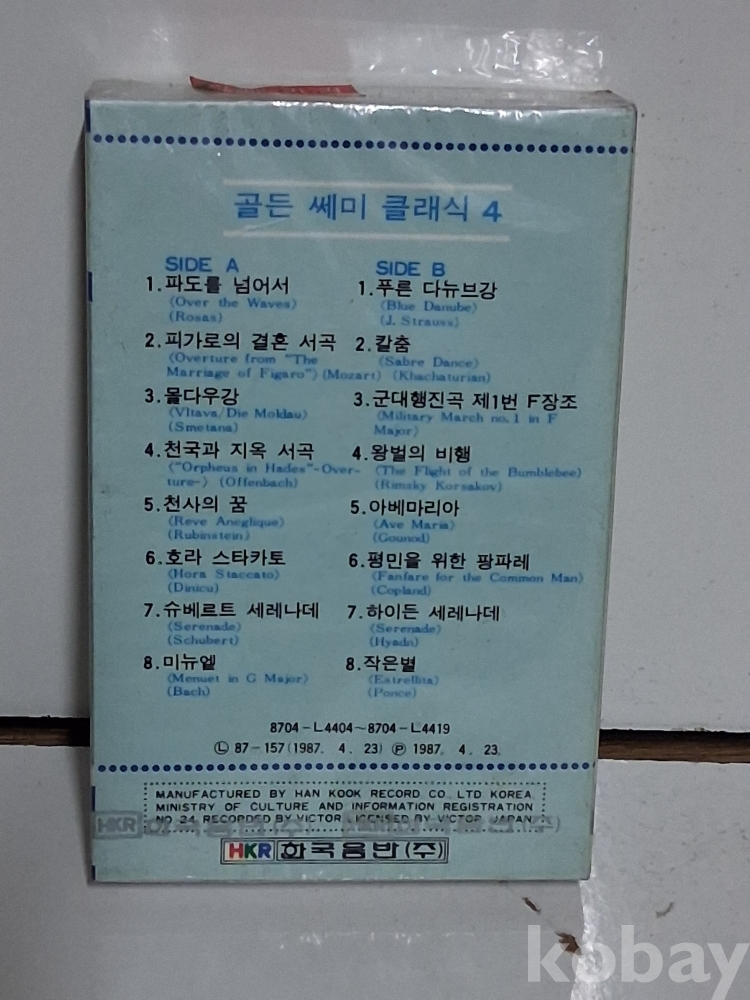 골든 쎄미 클래식 4
SIDE A
1.파도를 넘어서
(Over the Waves)
(Rosas)
2.피가로의 결혼 서곡
(Overture from "The
Marriage of Figaro") (Mozart)
3.몰다우강
(Vltava/Die Moldau)
(Smetana)
4.천국과 지옥 서곡
("Orpheus in Hades"-Over-
ture-) (Offenbach)
5.천사의 꿈
(Reve Aneglique)
(Rubinstein)
6.호라 스타카토
(Hora Staccato)
(Dinicu)
7.슈베르트 세레나데
(Serenade)
(Schubert)
8.미뉴엘
(Menuet in G Major)
(Bach)
SIDE B
1.푸른 다뉴브강
(Blue Danube)
(J. Strauss)
2.칼춤
(Sabre Dance)
(Khachaturian)
3.군대행진곡 제1번 F장조
(Military March no.1 in F
Major)
4.왕벌의 비행
(The Flight of the Bumblebee)
(Rimsky Korsakov)
5.아베마리아
(Ave Maria)
(Gounod)
6.평민을 위한 팡파레
(Fanfare for the Common Man)
(Copland)
7.하이든 세레나데
(Serenade)
(Hyadn)
8.작은별
(Estrellita)
(Ponce)
8704-L4404~8704-L4419
Ⓛ 87-157(1987. 4. 23) Ⓟ 1987. 4. 23.
MANUFACTURED BY HAN KOOK RECORD CO. LTD KOREA
MINISTRY OF CULTURE AND INFORMATION REGISTRATION
NO 24 RECORDED BY VICTOR LICENSED BY VICTOR JAPAN
HKR 한국음반(주)
HKR 한국음반(주)
kobay